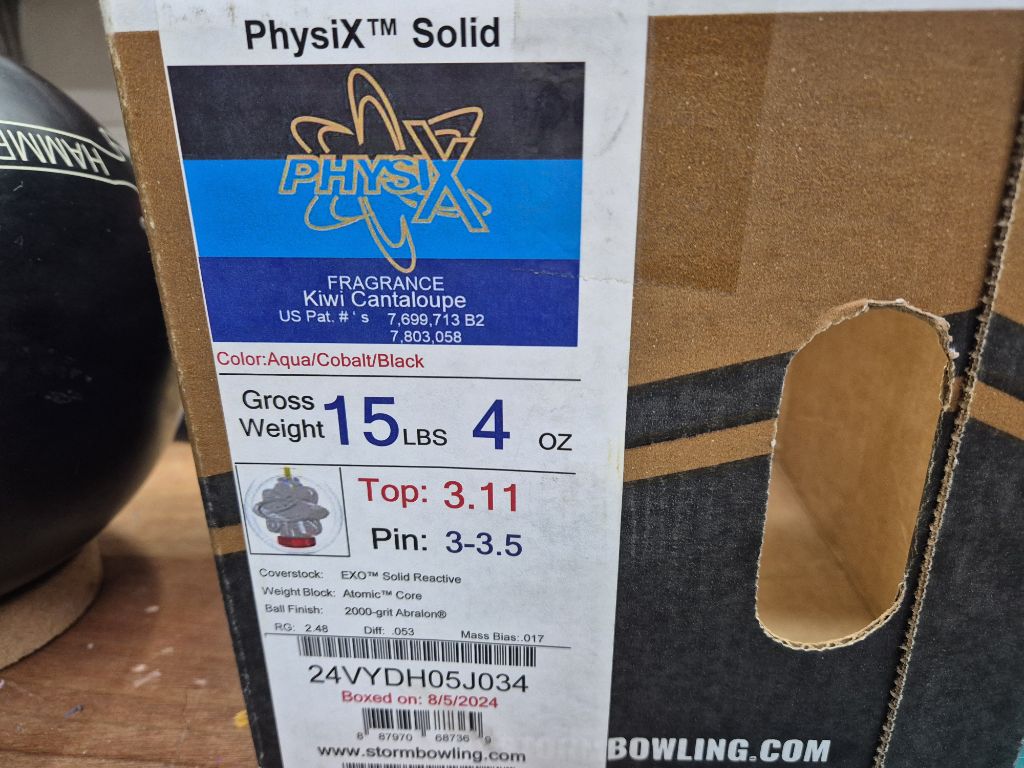 PhysiX™ Solid
PHYSIX
FRAGRANCE
Kiwi Cantaloupe
US Pat. # ' s 7,699,713 B2
7,803,058
Color:Aqua/Cobalt/Black
Gross Weight 15 LBS 4 OZ
Top: 3.11
Pin: 3-3.5
Coverstock: EXO™ Solid Reactive
Weight Block: Atomic™ Core
Ball Finish: 2000-grit Abralon®
RG: 2.48 Diff: .053 Mass Bias:.017
24VYDH05J034
Boxed on: 8/5/2024
8 87970 68736 9
www.stormbowling.com
BOWLING.COM
HAMME